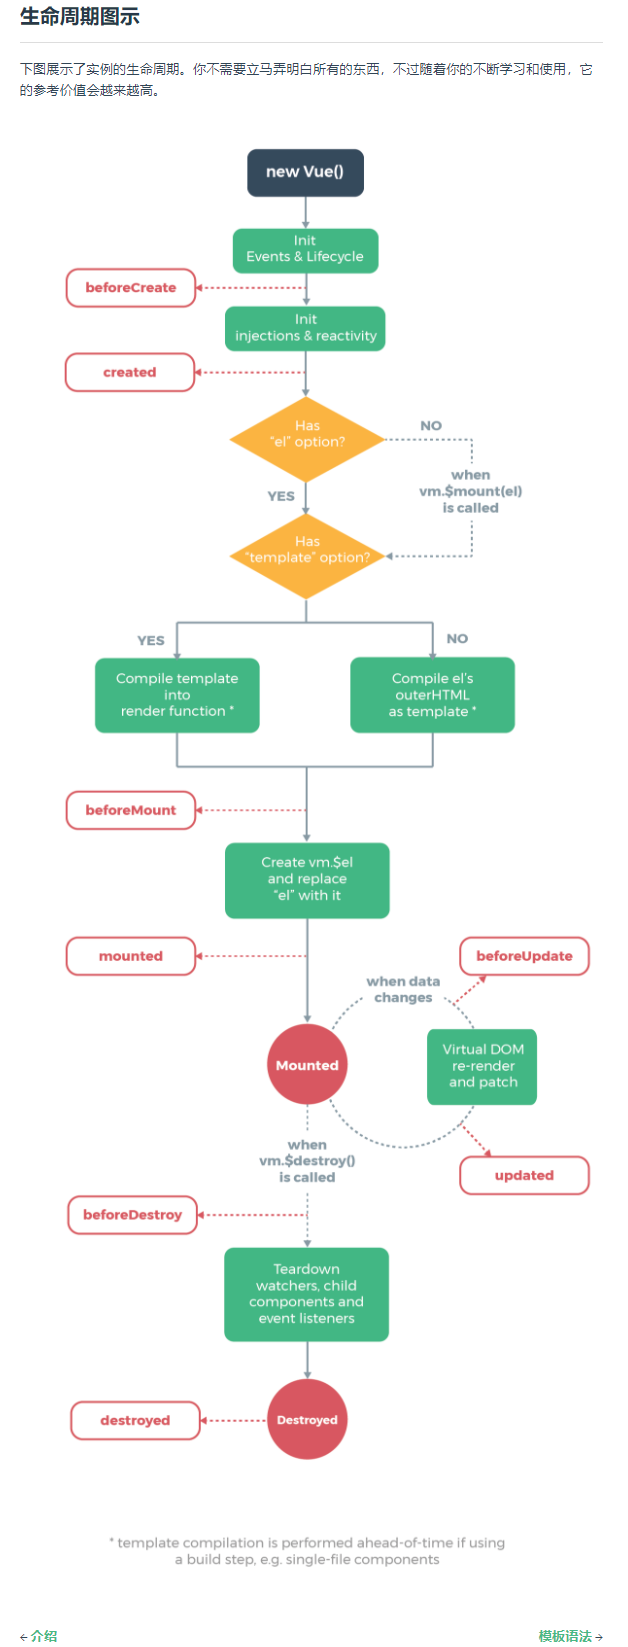 生命周期图示
下图展示了实例的生命周期。你不需要立马弄明白所有的东西，不过随着你的不断学习和使用，它
的参考价值会越来越高。
new Vue()
Init
Events & Lifecycle
beforeCreate
Init
injections & reactivity
created
Has
“el” option?
NO
when
vm.$mount(el)
is called
YES
Has
“template” option?
YES
NO
Compile template
into
render function *
Compile el's
outerHTML
as template *
beforeMount
Create vm.$el
and replace
“el” with it
mounted
beforeUpdate
when data
changes
Mounted
Virtual DOM
re-render
and patch
when
vm.$destroy()
is called
updated
beforeDestroy
Teardown
watchers, child
components and
event listeners
destroyed
Destroyed
* template compilation is performed ahead-of-time if using
a build step, e.g. single-file components
← 介绍
模板语法 →